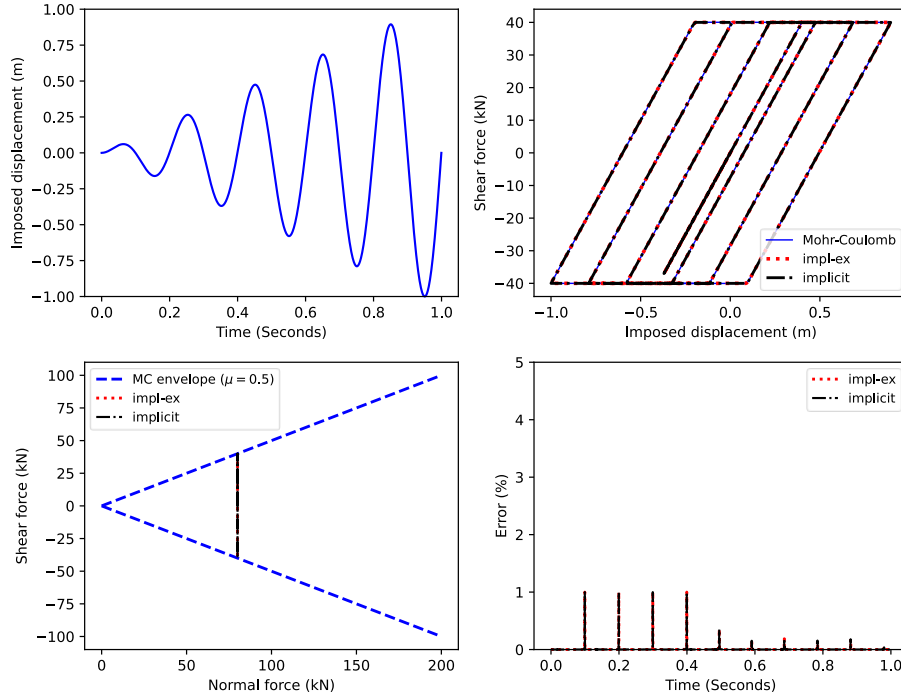 1.00
0.75
0.50
0.25
0.00
−0.25
−0.50
−0.75
−1.00
Imposed displacement (m)
0.0 0.2 0.4 0.6 0.8 1.0
Time (Seconds)
40
30
20
10
0
−10
−20
−30
−40
Shear force (kN)
Mohr-Coulomb
impl-ex
implicit
−1.0 −0.5 0.0 0.5
Imposed displacement (m)
100
75
50
25
0
−25
−50
−75
−100
Shear force (kN)
MC envelope (μ = 0.5)
impl-ex
implicit
0 50 100 150 200
Normal force (kN)
5
4
3
2
1
0
Error (%)
impl-ex
implicit
0.0 0.2 0.4 0.6 0.8 1.0
Time (Seconds)